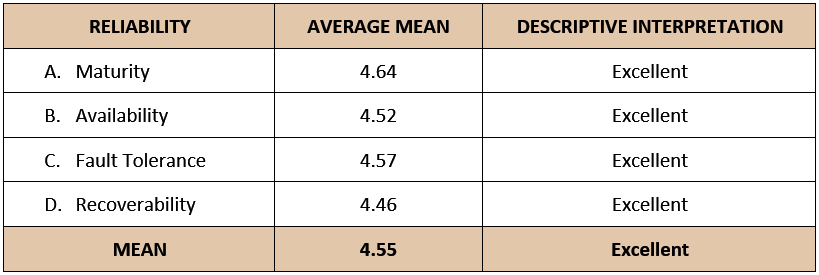 RELIABILITY AVERAGE MEAN DESCRIPTIVE INTERPRETATION
A. Maturity 4.64 Excellent
B. Availability 4.52 Excellent
C. Fault Tolerance 4.57 Excellent
D. Recoverability 4.46 Excellent
MEAN 4.55 Excellent